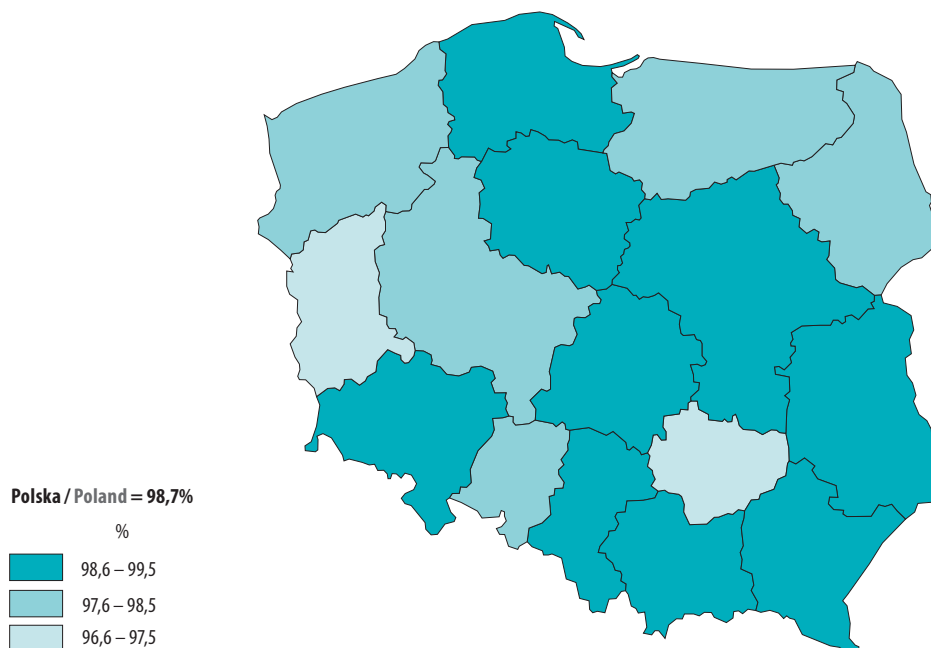 Polska / Poland = 98,7%
%
98,6 – 99,5
97,6 – 98,5
96,6 – 97,5